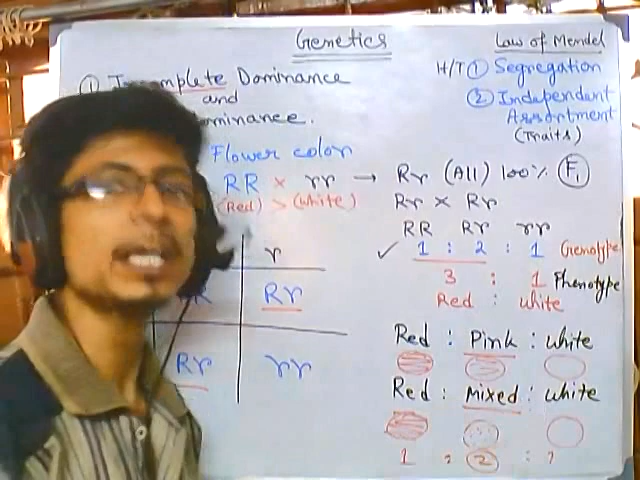 Genetics
Law of Mendel
H/T ① Segregation
② Independent
Assortment
(Traits)
① Incomplete Dominance
and
minance.
Flower color
RR × rr → Rr (All) 100% F₁
(Red) > (White)
Rr × Rr
RR Rr rr
✓ 1 : 2 : 1 Genotype
3 : 1 Phenotype
Red : white
r
Rr
Rr rr
Red : Pink : white
Red : Mixed : white
1 : 2 :